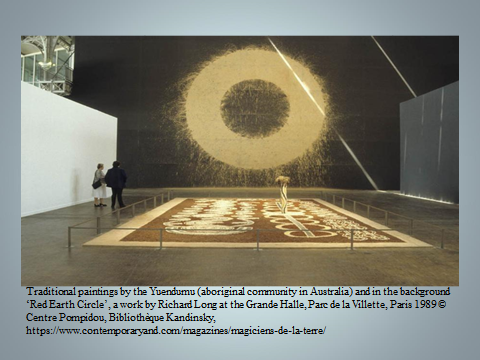 Traditional paintings by the Yuendumu (aboriginal community in Australia) and in the background
‘Red Earth Circle’, a work by Richard Long at the Grande Halle, Parc de la Villette, Paris 1989 ©
Centre Pompidou, Bibliothèque Kandinsky,
https://www.contemporaryand.com/magazines/magiciens-de-la-terre/